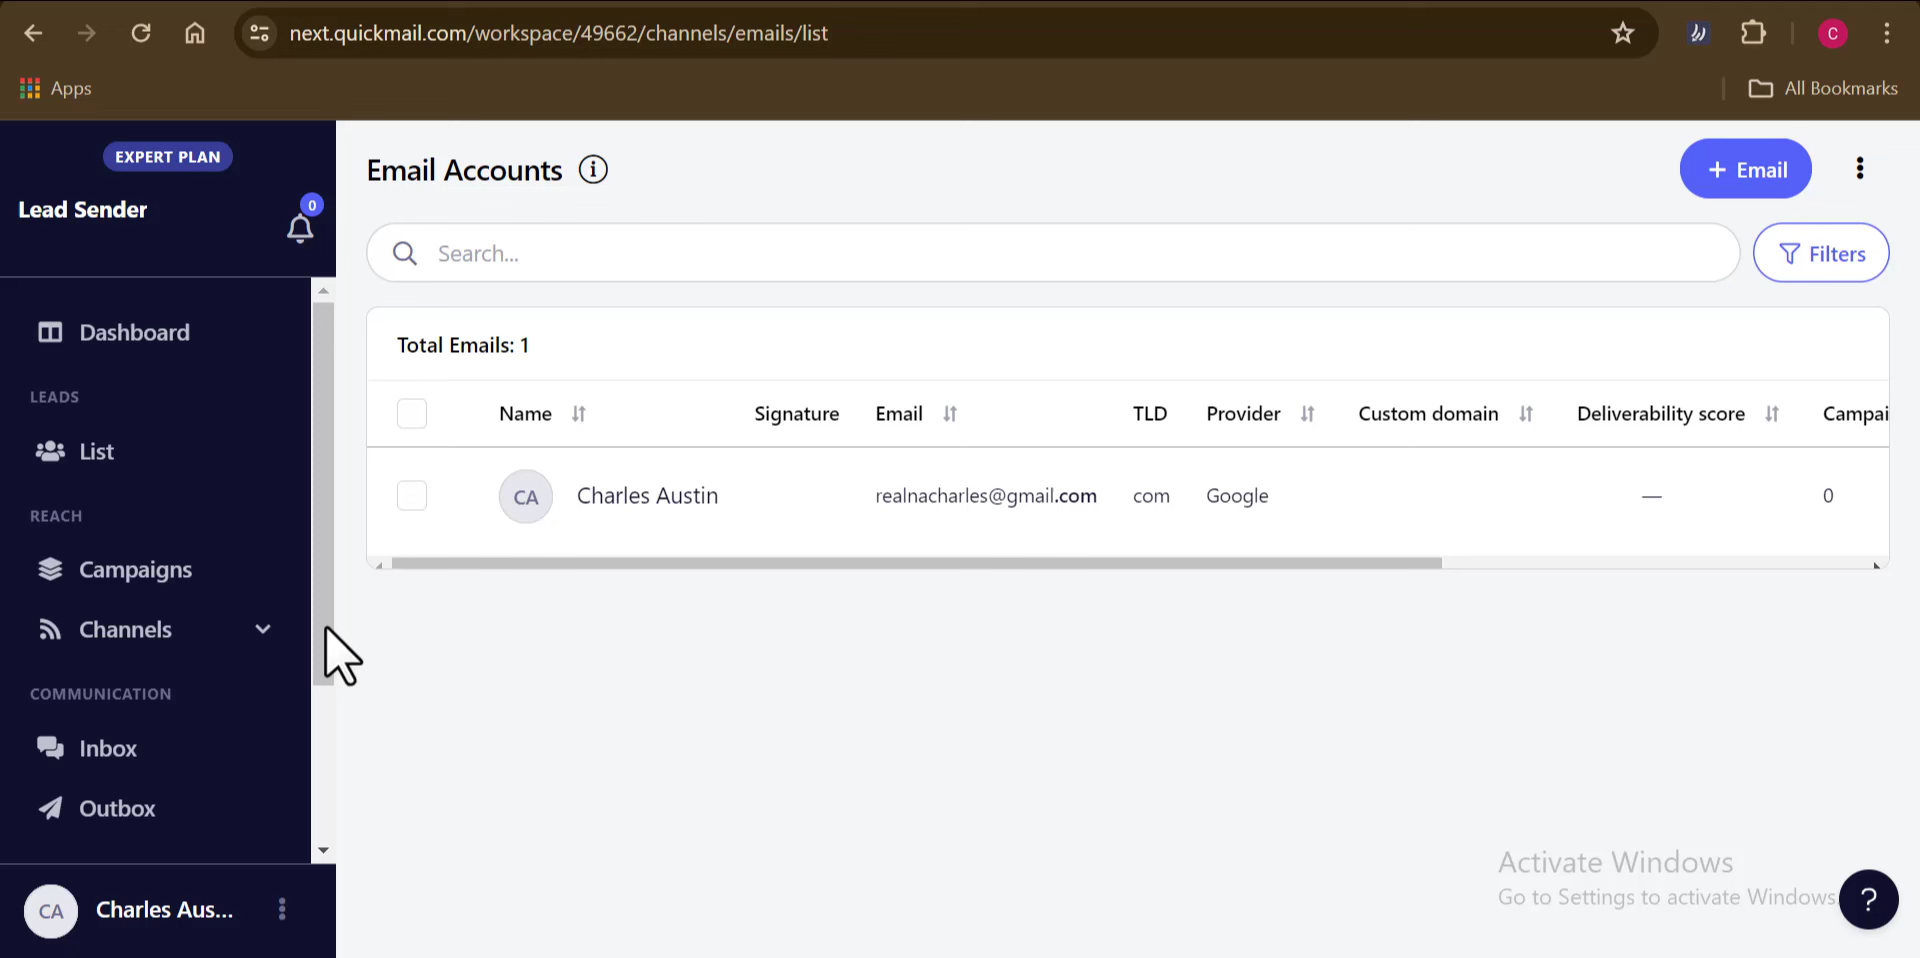 next.quickmail.com/workspace/49662/channels/emails/list
C
Apps
All Bookmarks
EXPERT PLAN
Lead Sender
0
Dashboard
LEADS
List
REACH
Campaigns
Channels
COMMUNICATION
Inbox
Outbox
CA Charles Aus...
Email Accounts
+ Email
Search...
Filters
Total Emails: 1
Name Signature Email TLD Provider Custom domain Deliverability score Campai
CA Charles Austin realnacharles@gmail.com com Google — 0
Activate Windows
Go to Settings to activate Windows.
?